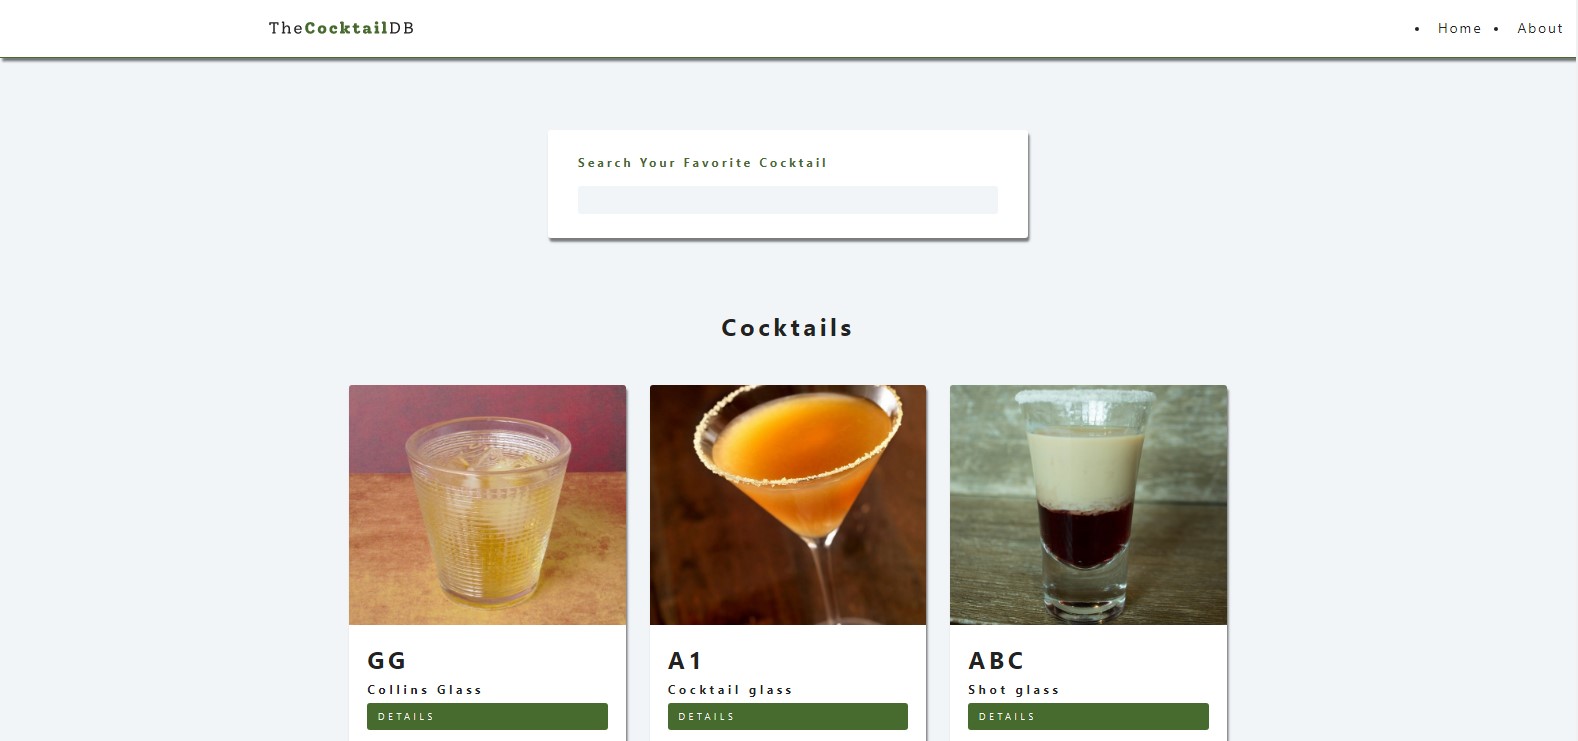 TheCocktailDB
Home
About
Search Your Favorite Cocktail
Cocktails
GG
Collins Glass
DETAILS
A1
Cocktail glass
DETAILS
ABC
Shot glass
DETAILS